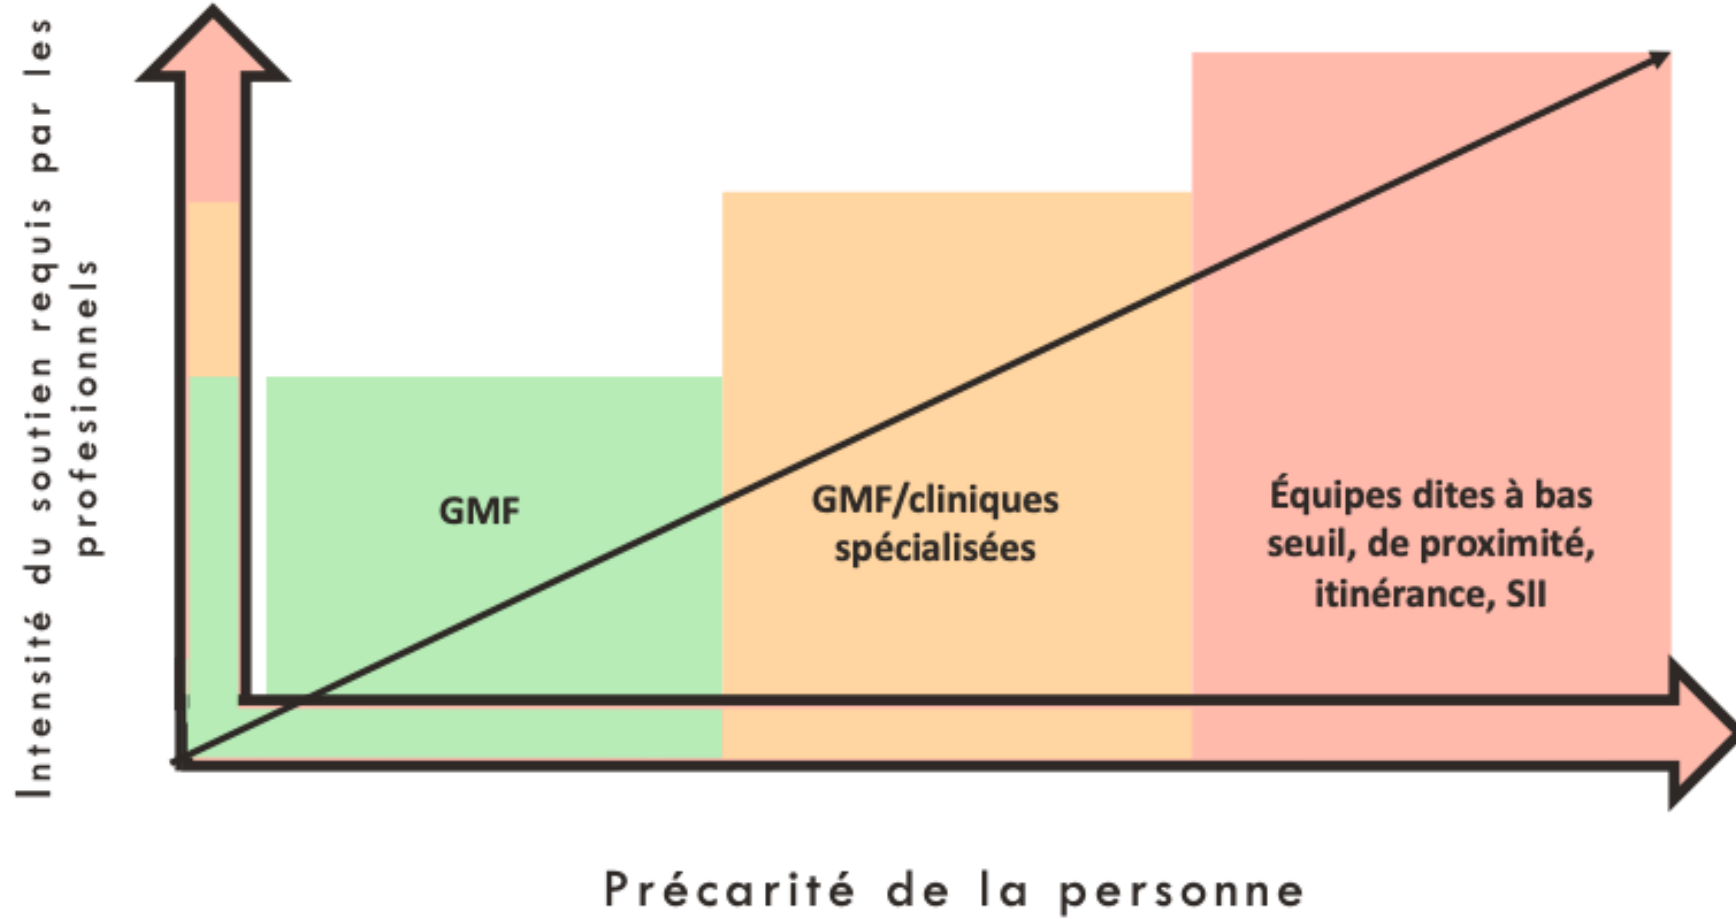 Intensité du soutien requis par les
profesionnels
GMF
GMF/cliniques
spécialisées
Équipes dites à bas
seuil, de proximité,
itinérance, SII
Précarité de la personne